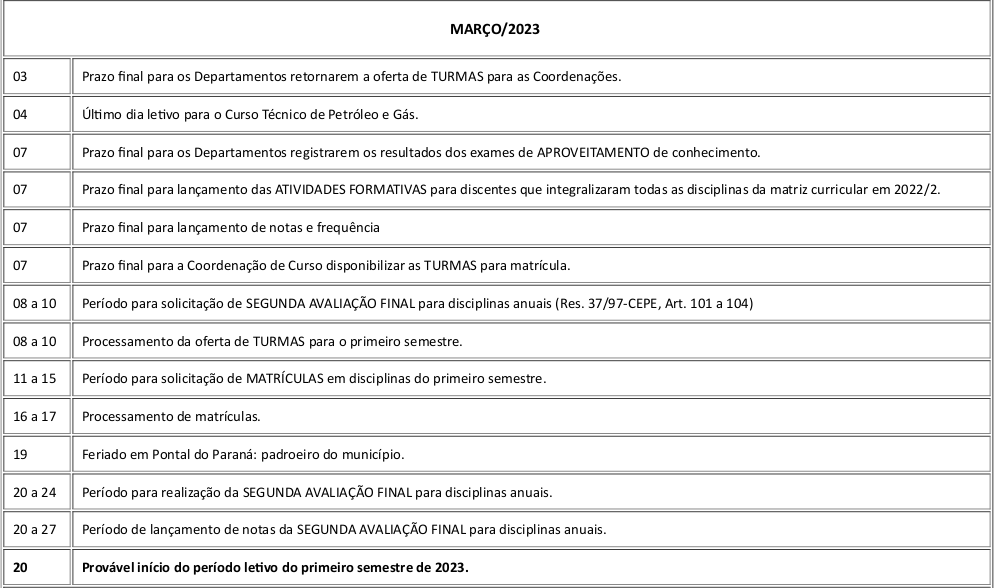 MARÇO/2023
03 Prazo final para os Departamentos retornarem a oferta de TURMAS para as Coordenações.
04 Último dia letivo para o Curso Técnico de Petróleo e Gás.
07 Prazo final para os Departamentos registrarem os resultados dos exames de APROVEITAMENTO de conhecimento.
07 Prazo final para lançamento das ATIVIDADES FORMATIVAS para discentes que integralizaram todas as disciplinas da matriz curricular em 2022/2.
07 Prazo final para lançamento de notas e frequência
07 Prazo final para a Coordenação de Curso disponibilizar as TURMAS para matrícula.
08 a 10 Período para solicitação de SEGUNDA AVALIAÇÃO FINAL para disciplinas anuais (Res. 37/97-CEPE, Art. 101 a 104)
08 a 10 Processamento da oferta de TURMAS para o primeiro semestre.
11 a 15 Período para solicitação de MATRÍCULAS em disciplinas do primeiro semestre.
16 a 17 Processamento de matrículas.
19 Feriado em Pontal do Paraná: padroeiro do município.
20 a 24 Período para realização da SEGUNDA AVALIAÇÃO FINAL para disciplinas anuais.
20 a 27 Período de lançamento de notas da SEGUNDA AVALIAÇÃO FINAL para disciplinas anuais.
20 Provável início do período letivo do primeiro semestre de 2023.